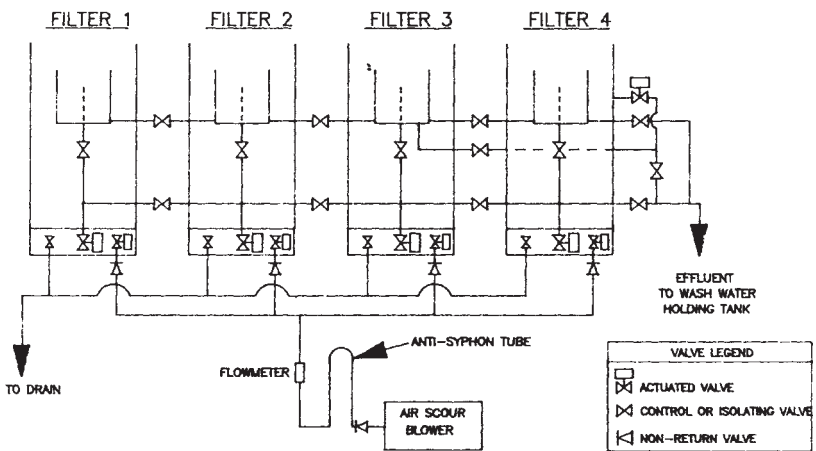 FILTER 1
FILTER 2
FILTER 3
FILTER 4
EFFLUENT
TO WASH WATER
HOLDING TANK
ANTI-SYPHON TUBE
FLOWMETER
TO DRAIN
AIR SCOUR
BLOWER
VALVE LEGEND
ACTUATED VALVE
CONTROL OR ISOLATING VALVE
NON-RETURN VALVE